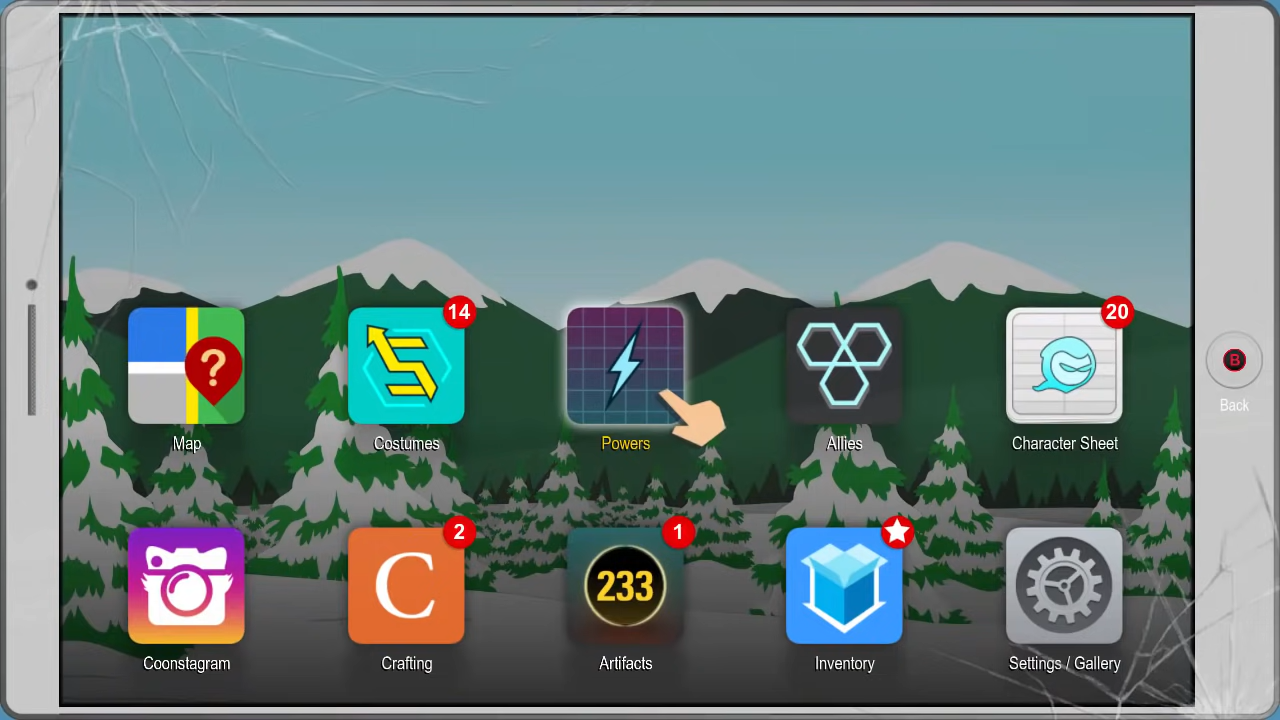 14
20
?
B
Back
Map
Costumes
Powers
Allies
Character Sheet
2
1
C
233
Coonstagram
Crafting
Artifacts
Inventory
Settings / Gallery